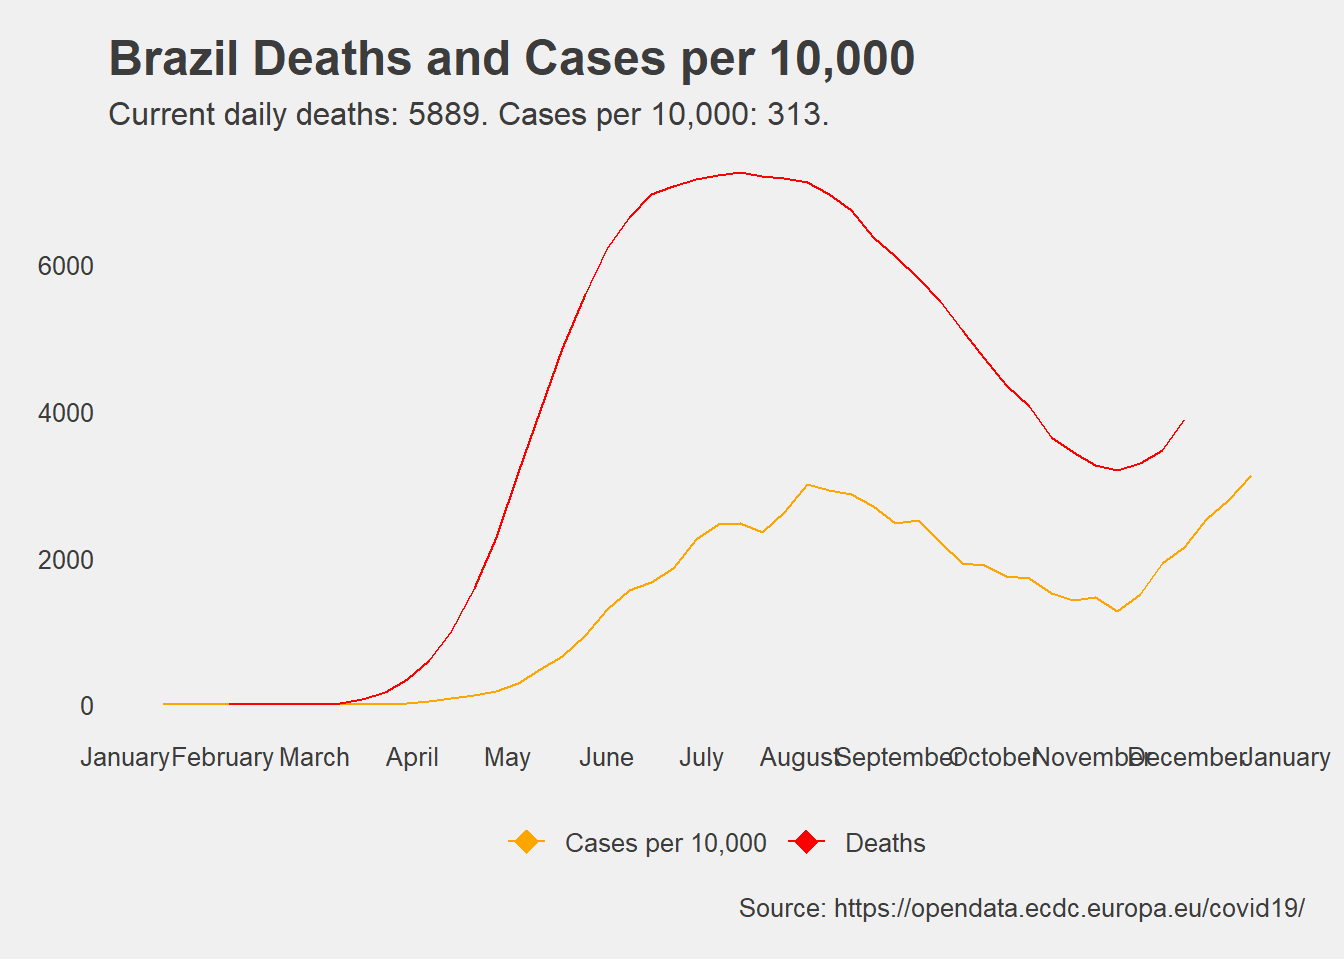 Brazil Deaths and Cases per 10,000
Current daily deaths: 5889. Cases per 10,000: 313.
6000
4000
2000
0
January February March April May June July August September October November December January
Cases per 10,000 Deaths
Source: https://opendata.ecdc.europa.eu/covid19/